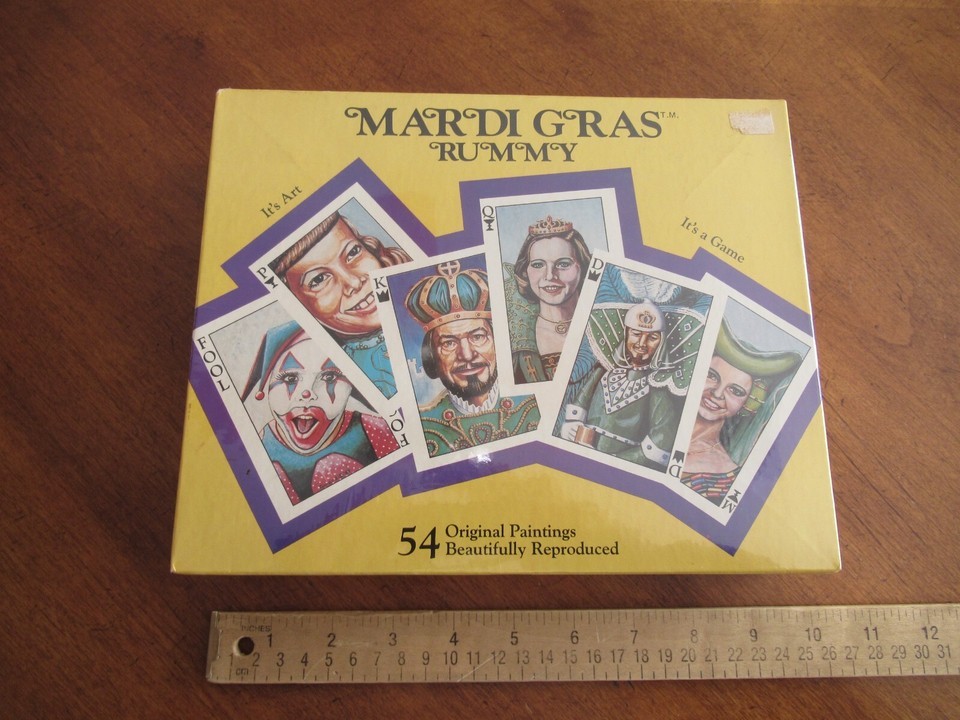 MARDI GRAS T.M.
RUMMY
It's Art
It's a Game
FOOL
P
K
Q
D
FO
D
M
54 Original Paintings
Beautifully Reproduced
INCHES 1 2 3 4 5 6 7 8 9 10 11 12
cm 2 3 4 5 6 7 8 9 10 11 12 13 14 15 16 17 18 19 20 21 22 23 24 25 26 27 28 29 30 31